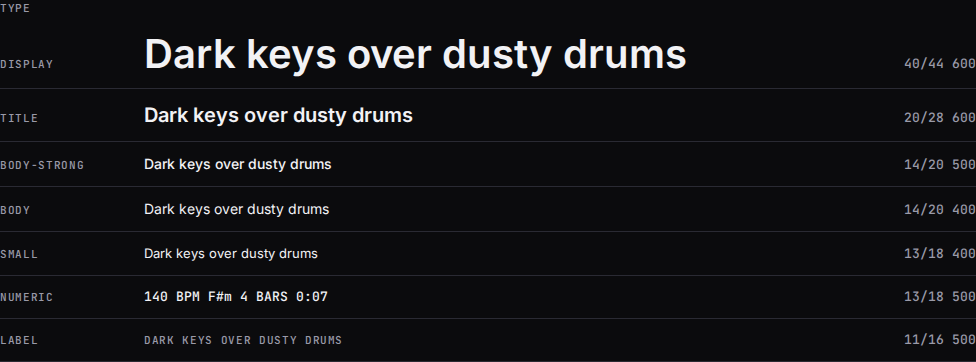 TYPE
DISPLAY Dark keys over dusty drums 40/44 600
TITLE Dark keys over dusty drums 20/28 600
BODY-STRONG Dark keys over dusty drums 14/20 500
BODY Dark keys over dusty drums 14/20 400
SMALL Dark keys over dusty drums 13/18 400
NUMERIC 140 BPM F#m 4 BARS 0:07 13/18 500
LABEL DARK KEYS OVER DUSTY DRUMS 11/16 500